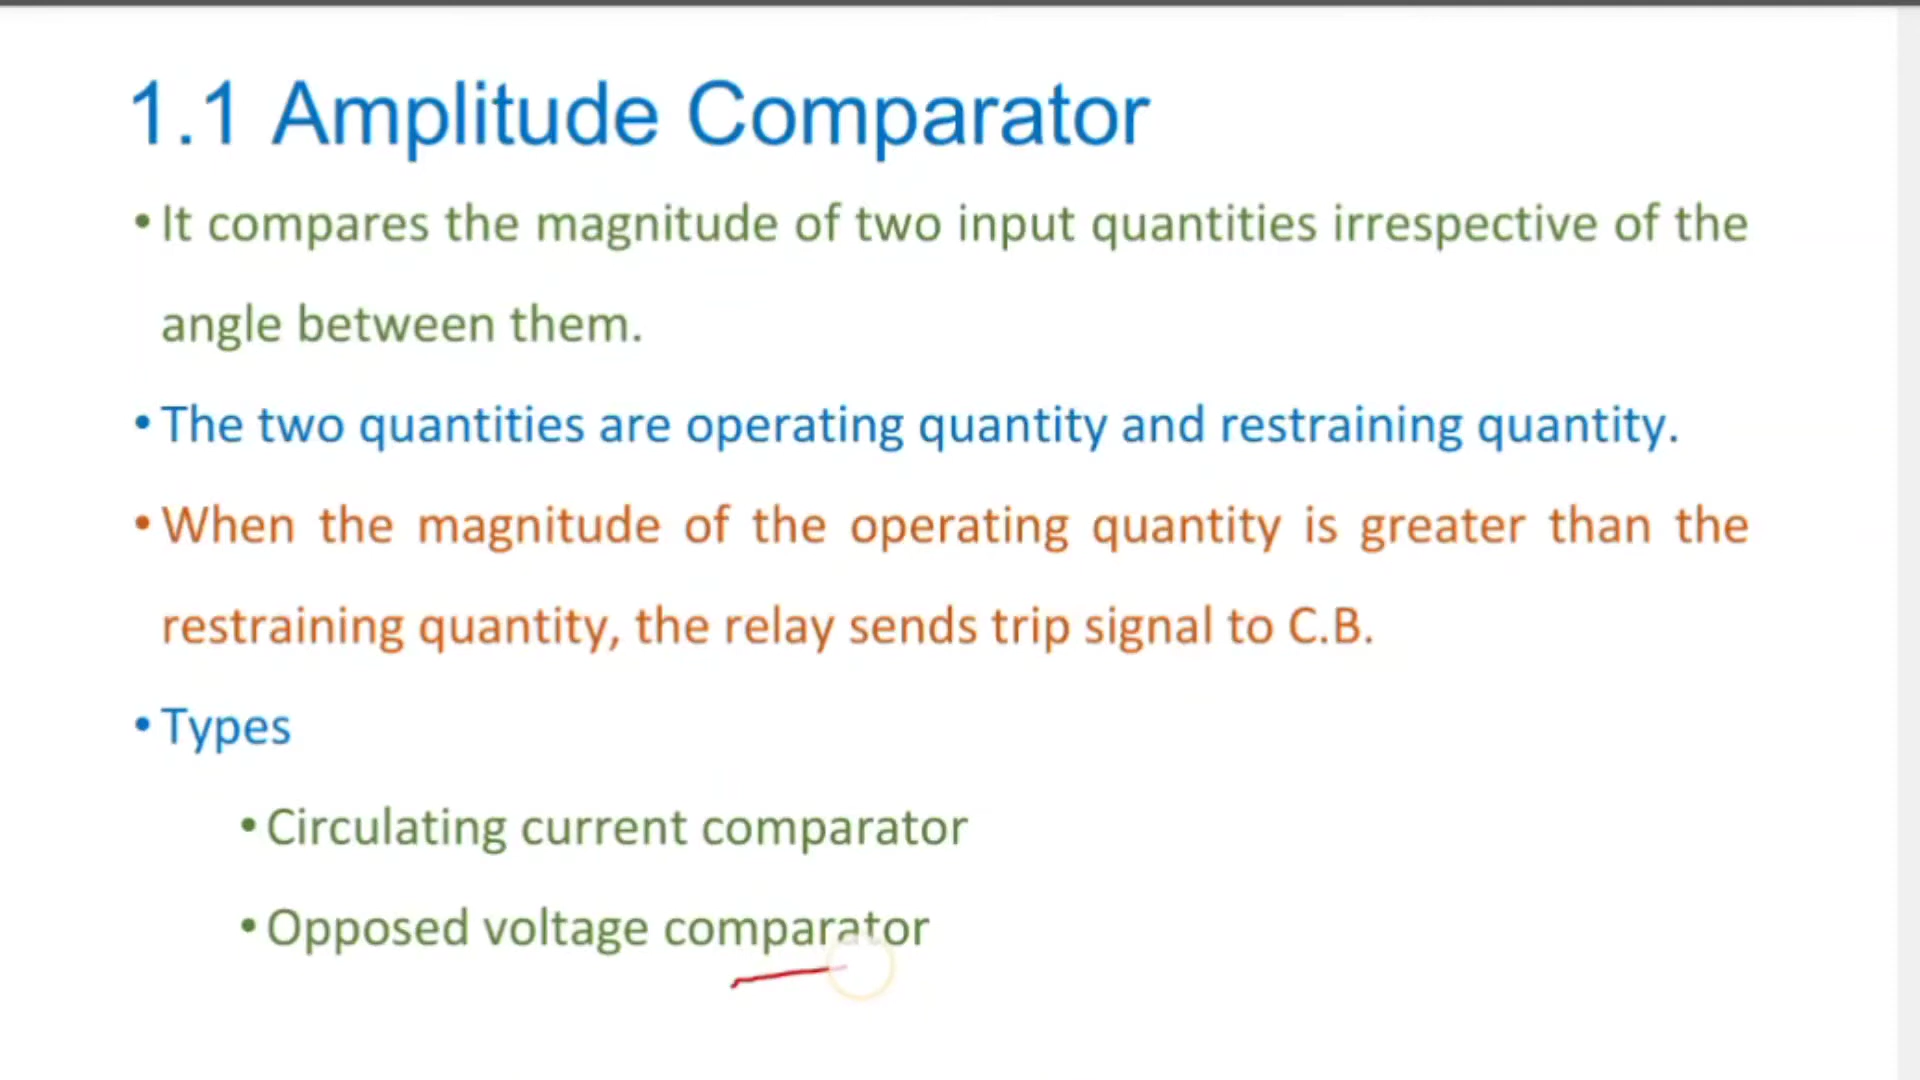 1.1 Amplitude Comparator
• It compares the magnitude of two input quantities irrespective of the
angle between them.
• The two quantities are operating quantity and restraining quantity.
• When the magnitude of the operating quantity is greater than the
restraining quantity, the relay sends trip signal to C.B.
• Types
• Circulating current comparator
• Opposed voltage comparator